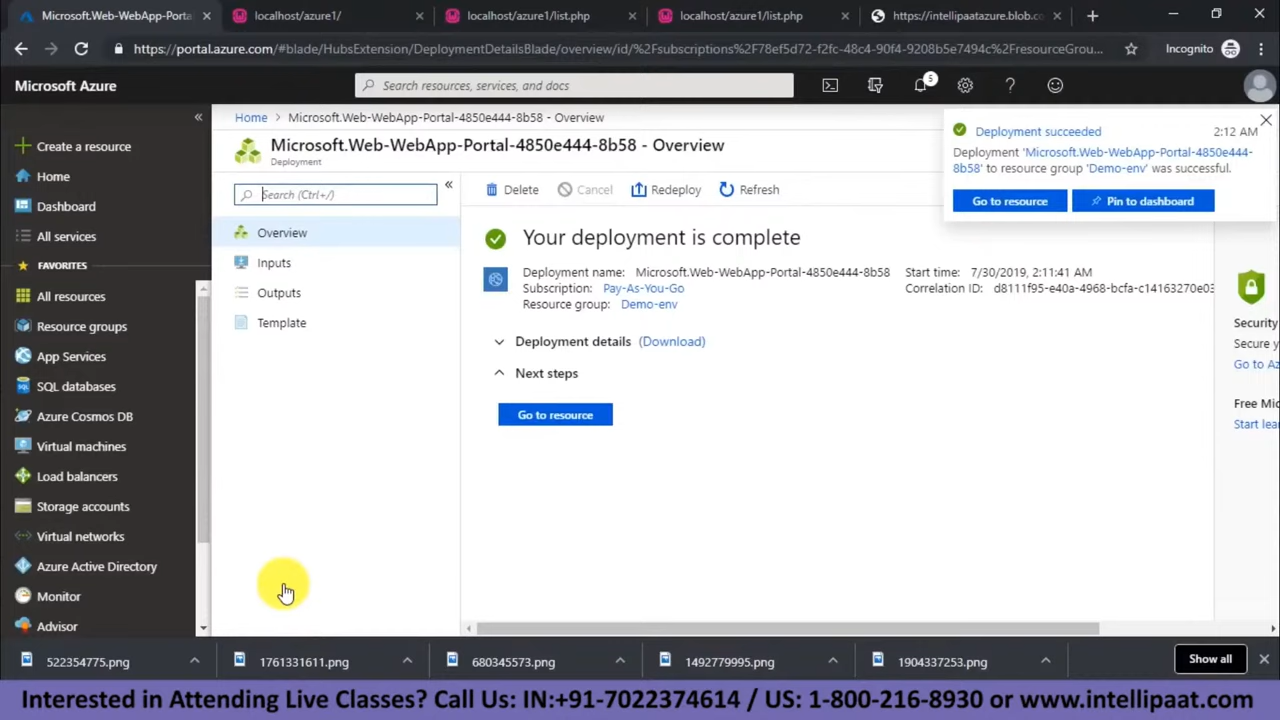 Microsoft.Web-WebApp-Porta
localhost/azure1/
localhost/azure1/list.php
localhost/azure1/list.php
https://intellipaatazure.blob.co
https://portal.azure.com/#blade/HubsExtension/DeploymentDetailsBlade/overview/id/%2Fsubscriptions%2F78ef5d72-f2fc-48c4-90f4-9208b5e7494c%2FresourceGrou...
Incognito
Microsoft Azure
Search resources, services, and docs
5
Create a resource
Home
Dashboard
All services
FAVORITES
All resources
Resource groups
App Services
SQL databases
Azure Cosmos DB
Virtual machines
Load balancers
Storage accounts
Virtual networks
Azure Active Directory
Monitor
Advisor
Home > Microsoft.Web-WebApp-Portal-4850e444-8b58 - Overview
Microsoft.Web-WebApp-Portal-4850e444-8b58 - Overview
Deployment
Search (Ctrl+/)
Overview
Inputs
Outputs
Template
Delete Cancel Redeploy Refresh
Your deployment is complete
Deployment name: Microsoft.Web-WebApp-Portal-4850e444-8b58
Subscription: Pay-As-You-Go
Resource group: Demo-env
Start time: 7/30/2019, 2:11:41 AM
Correlation ID: d8111f95-e40a-4968-bcfa-c14163270e03
Deployment details (Download)
Next steps
Go to resource
Deployment succeeded 2:12 AM
Deployment 'Microsoft.Web-WebApp-Portal-4850e444-
8b58' to resource group 'Demo-env' was successful.
Go to resource
Pin to dashboard
Security
Secure y
Go to Az
Free Mic
Start lea
522354775.png
1761331611.png
680345573.png
1492779995.png
1904337253.png
Show all
Interested in Attending Live Classes? Call Us: IN:+91-7022374614 / US: 1-800-216-8930 or www.intellipaat.com